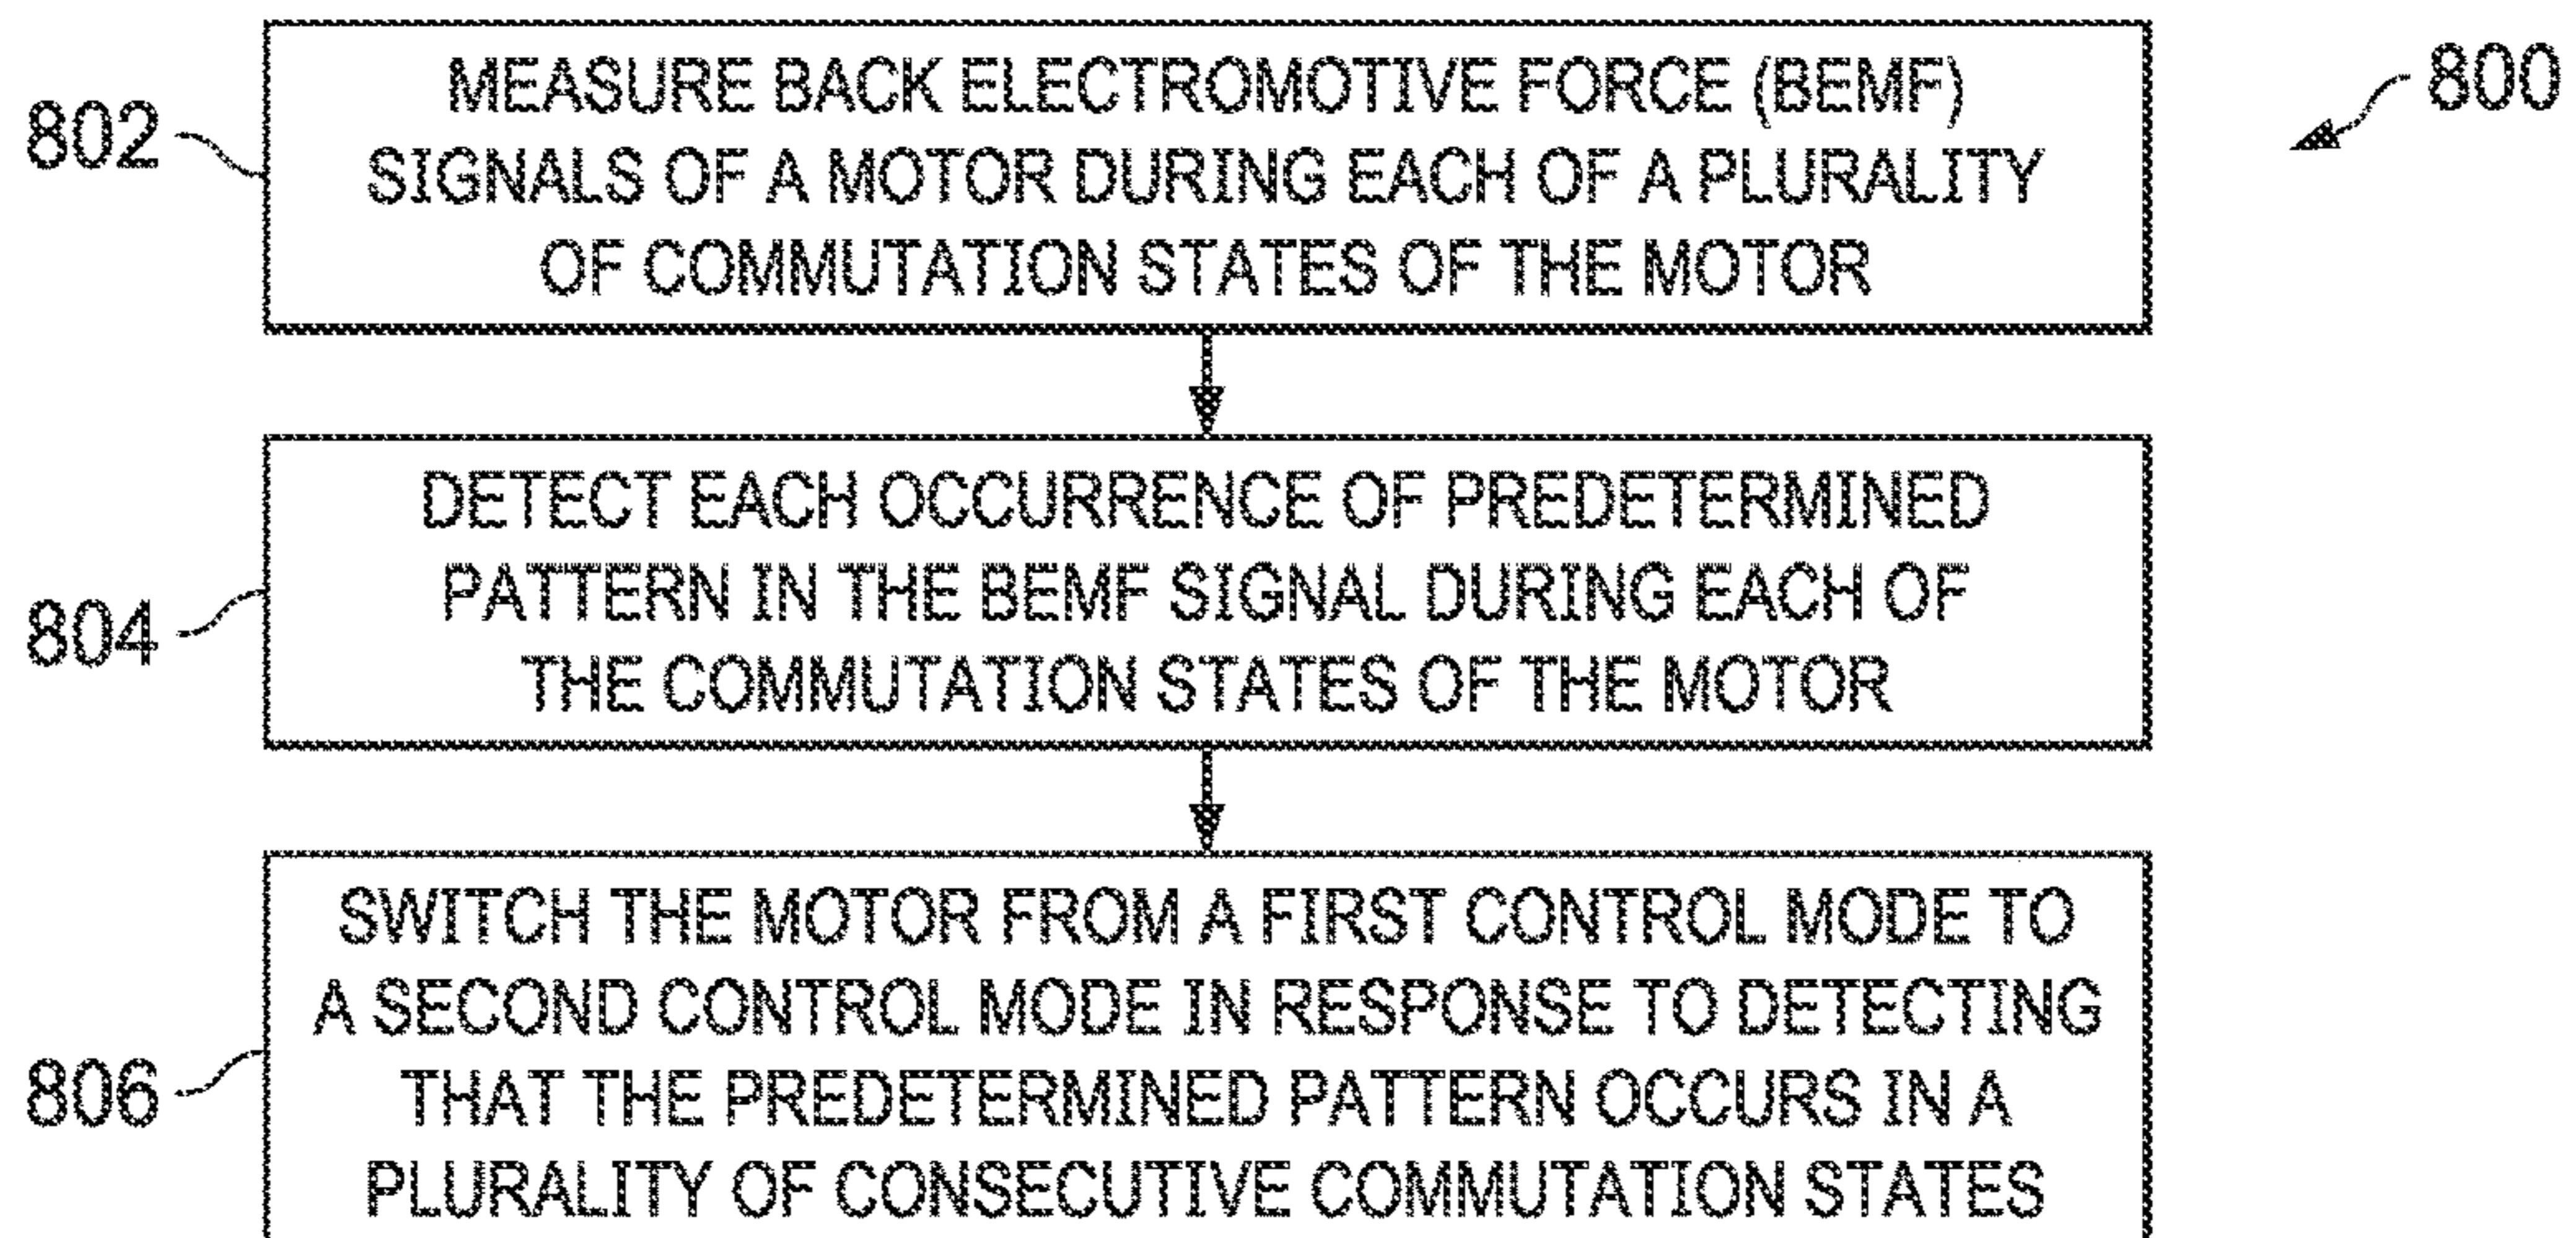 800
802
MEASURE BACK ELECTROMOTIVE FORCE (BEMF)
SIGNALS OF A MOTOR DURING EACH OF A PLURALITY
OF COMMUTATION STATES OF THE MOTOR
804
DETECT EACH OCCURRENCE OF PREDETERMINED
PATTERN IN THE BEMF SIGNAL DURING EACH OF
THE COMMUTATION STATES OF THE MOTOR
806
SWITCH THE MOTOR FROM A FIRST CONTROL MODE TO
A SECOND CONTROL MODE IN RESPONSE TO DETECTING
THAT THE PREDETERMINED PATTERN OCCURS IN A
PLURALITY OF CONSECUTIVE COMMUTATION STATES